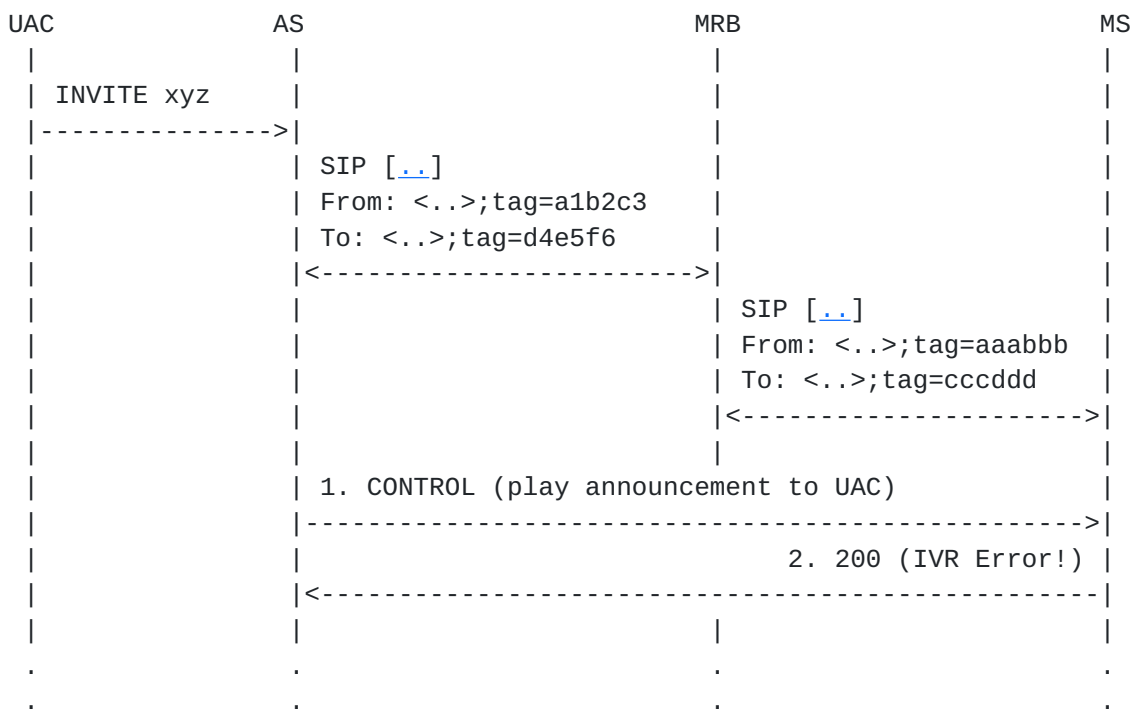 UAC AS MRB MS
INVITE xyz
SIP [..]
From: <..>;tag=a1b2c3
To: <..>;tag=d4e5f6
SIP [..]
From: <..>;tag=aaabbb
To: <..>;tag=cccddd
1. CONTROL (play announcement to UAC)
2. 200 (IVR Error!)